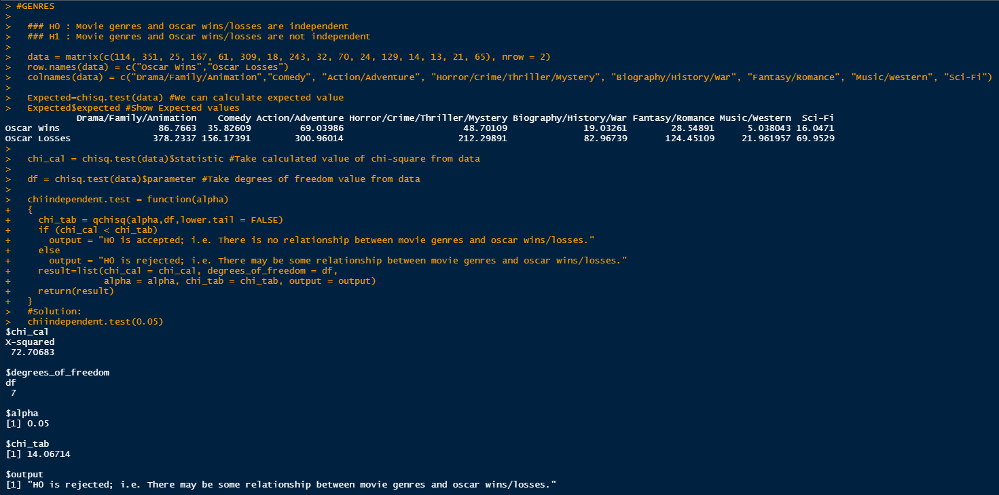 > #GENRES
>
>   ### H0 : Movie genres and Oscar wins/losses are independent
>   ### H1 : Movie genres and Oscar wins/losses are not independent
>
>   data = matrix(c(114, 351, 25, 167, 61, 309, 18, 243, 32, 70, 24, 129, 14, 13, 21, 65), nrow = 2)
>   row.names(data) = c("Oscar Wins","Oscar Losses")
>   colnames(data) = c("Drama/Family/Animation","Comedy", "Action/Adventure", "Horror/Crime/Thriller/Mystery", "Biography/History/War", "Fantasy/Romance", "Music/Western", "Sci-Fi")
>
>   Expected=chisq.test(data) #We can calculate expected value
>   Expected$expected #Show Expected values
             Drama/Family/Animation    Comedy Action/Adventure Horror/Crime/Thriller/Mystery Biography/History/War Fantasy/Romance Music/Western  Sci-Fi
Oscar Wins                  86.7663  35.82609         69.03986                      48.70109              19.03261        28.54891      5.038043 16.0471
Oscar Losses               378.2337 156.17391        300.96014                     212.29891              82.96739       124.45109     21.961957 69.9529
>
>   chi_cal = chisq.test(data)$statistic #Take calculated value of chi-square from data
>
>   df = chisq.test(data)$parameter #Take degrees of freedom value from data
>
>   chiindependent.test = function(alpha)
+   {
+     chi_tab = qchisq(alpha,df,lower.tail = FALSE)
+     if (chi_cal < chi_tab)
+       output = "H0 is accepted; i.e. There is no relationship between movie genres and oscar wins/losses."
+     else
+       output = "H0 is rejected; i.e. There may be some relationship between movie genres and oscar wins/losses."
+     result=list(chi_cal = chi_cal, degrees_of_freedom = df,
+                 alpha = alpha, chi_tab = chi_tab, output = output)
+     return(result)
+   }
>   #Solution:
>   chiindependent.test(0.05)
$chi_cal
X-squared
 72.70683
$degrees_of_freedom
df
 7
$alpha
[1] 0.05
$chi_tab
[1] 14.06714
$output
[1] "H0 is rejected; i.e. There may be some relationship between movie genres and oscar wins/losses."